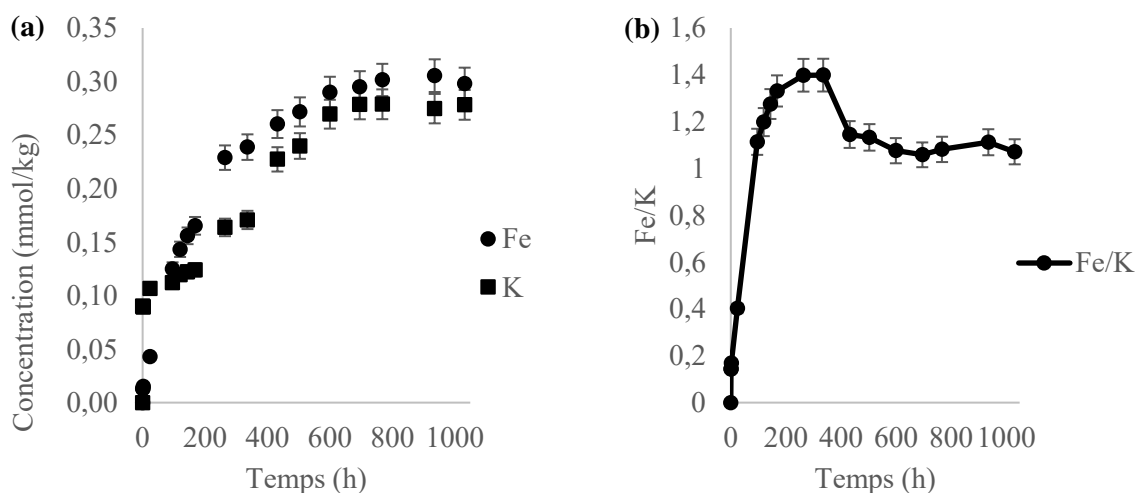 (a)
0,35
0,30
0,25
0,20
0,15
0,10
0,05
0,00
Concentration (mmol/kg)
0 200 400 600 800 1000
Temps (h)
Fe
K
(b)
1,6
1,4
1,2
1
0,8
0,6
0,4
0,2
0
Fe/K
0 200 400 600 800 1000
Temps (h)
Fe/K